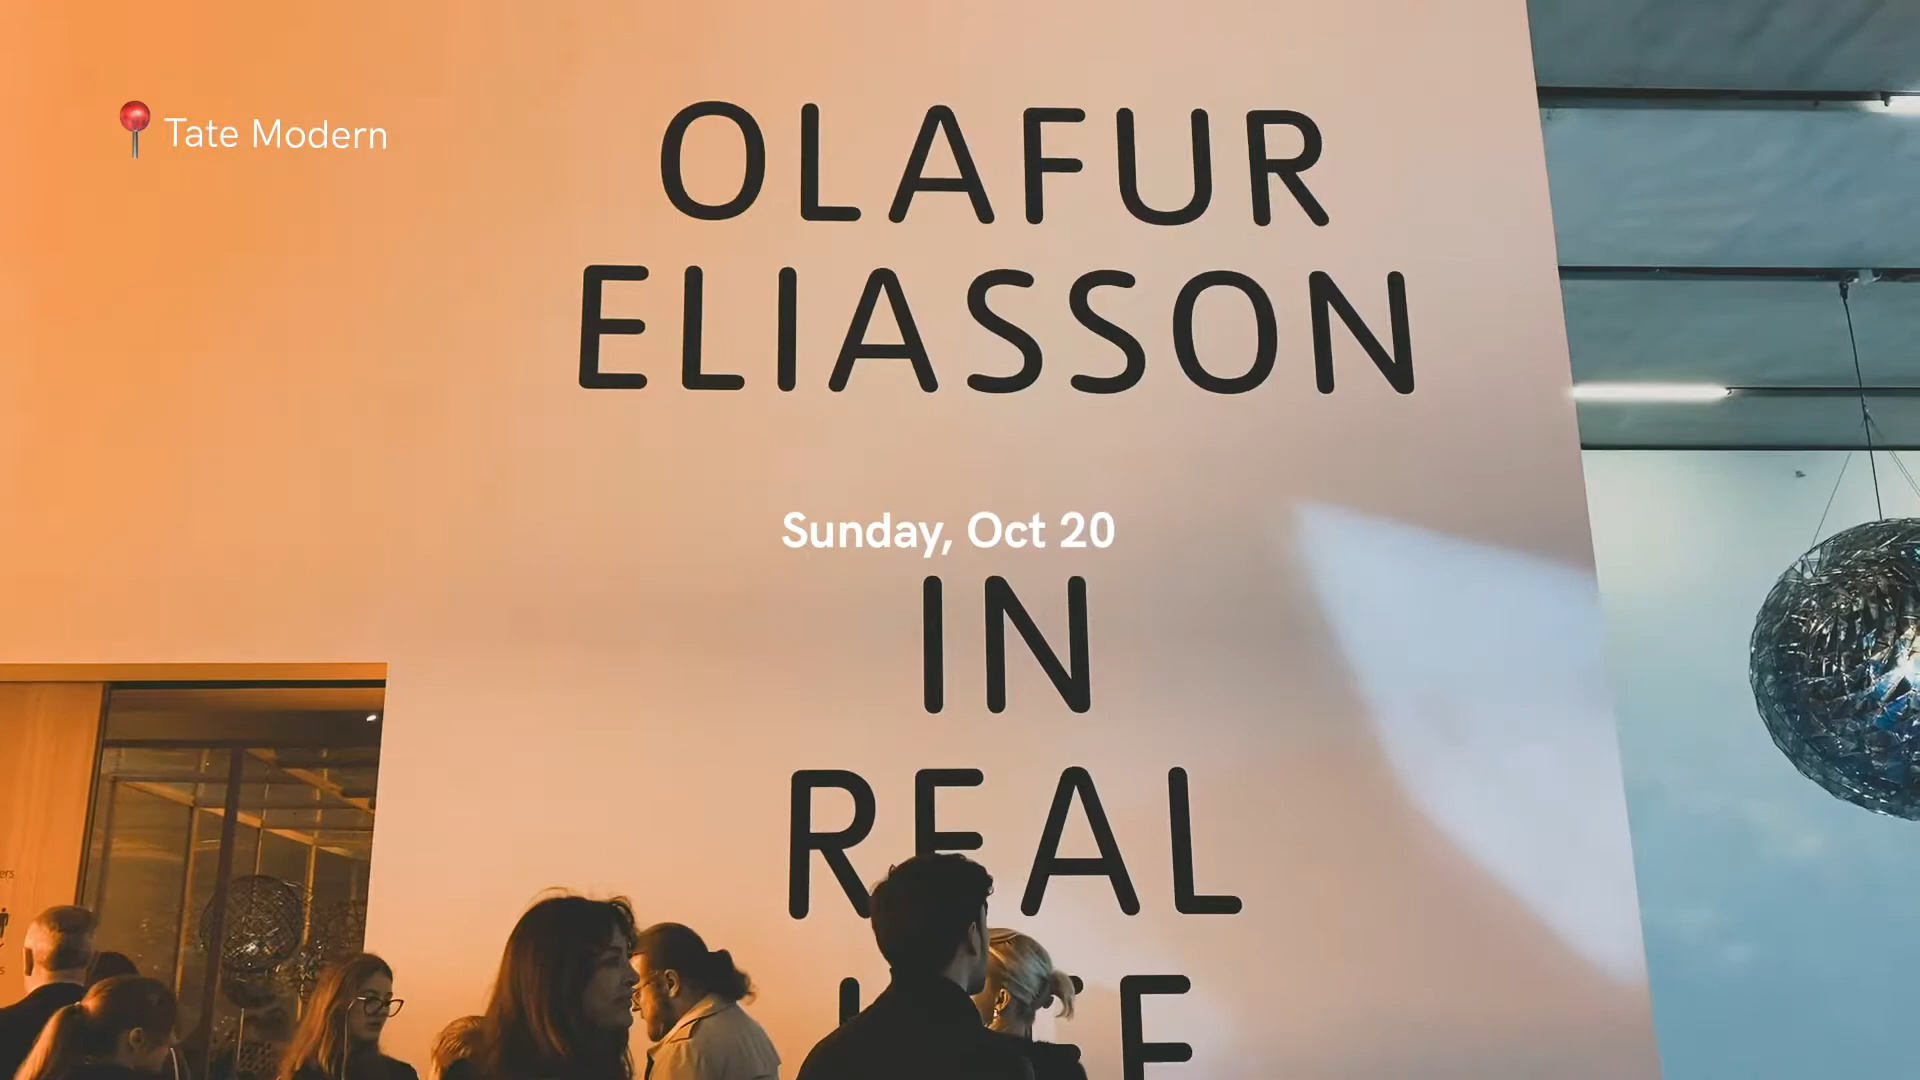 Tate Modern
OLAFUR
ELIASSON
Sunday, Oct 20
IN
REAL